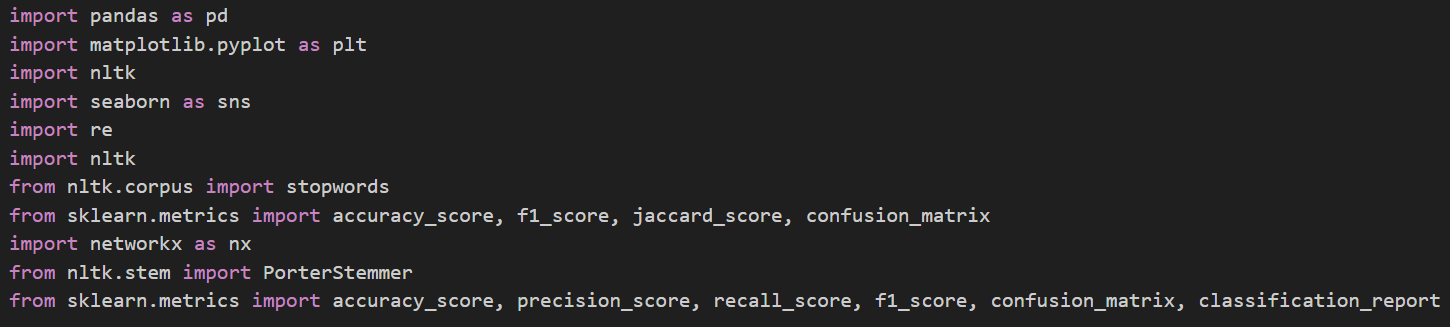 import pandas as pd
import matplotlib.pyplot as plt
import nltk
import seaborn as sns
import re
import nltk
from nltk.corpus import stopwords
from sklearn.metrics import accuracy_score, f1_score, jaccard_score, confusion_matrix
import networkx as nx
from nltk.stem import PorterStemmer
from sklearn.metrics import accuracy_score, precision_score, recall_score, f1_score, confusion_matrix, classification_report